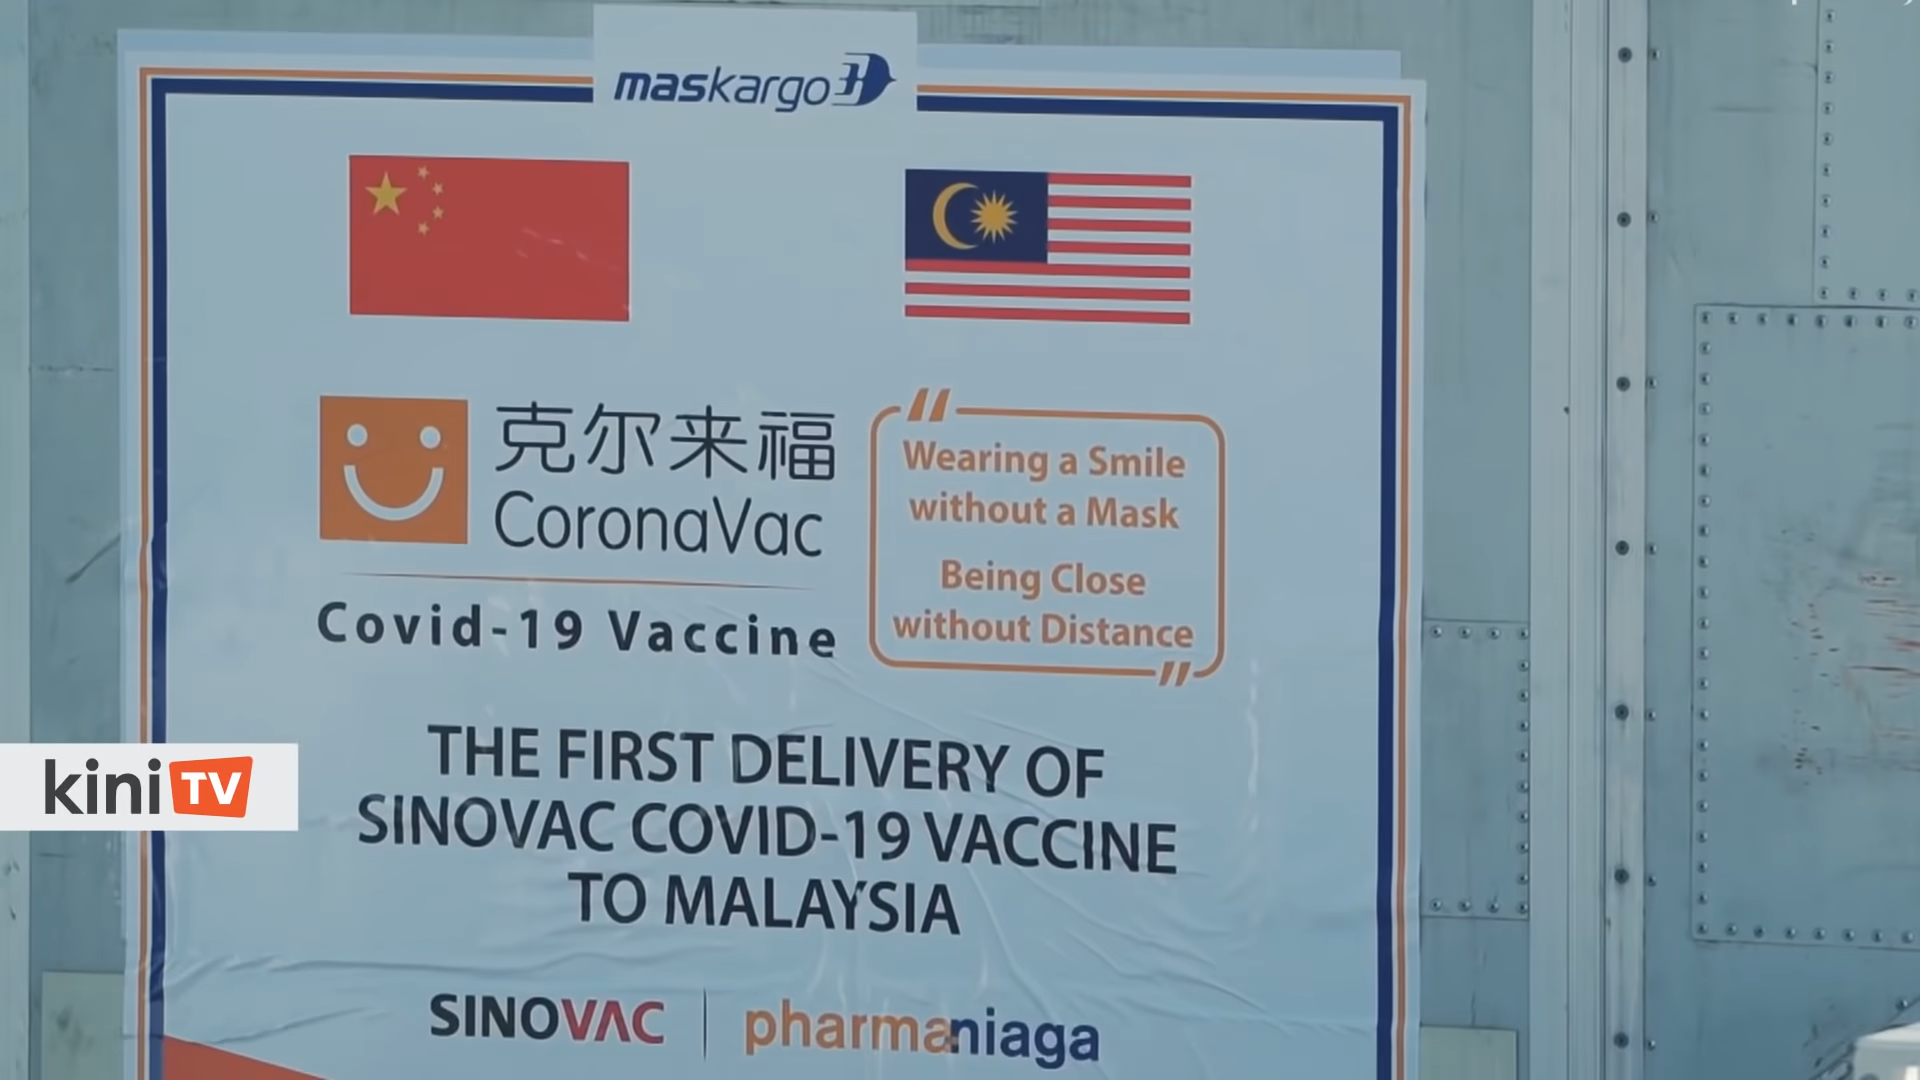 maskargo
克尔来福
CoronaVac
Covid-19 Vaccine
"Wearing a Smile
without a Mask
Being Close
without Distance"
THE FIRST DELIVERY OF
SINOVAC COVID-19 VACCINE
TO MALAYSIA
SINOVAC | pharmaniaga
kiniTV